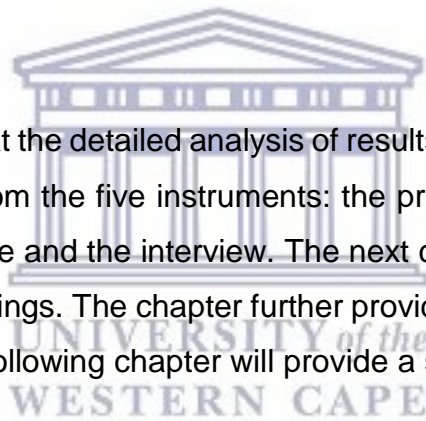 t the detailed analysis of results
om the five instruments: the pr
e and the interview. The next c
ings. The chapter further provid
UNIVERSITY of the
ollowing chapter will provide a s
WESTERN CAPE